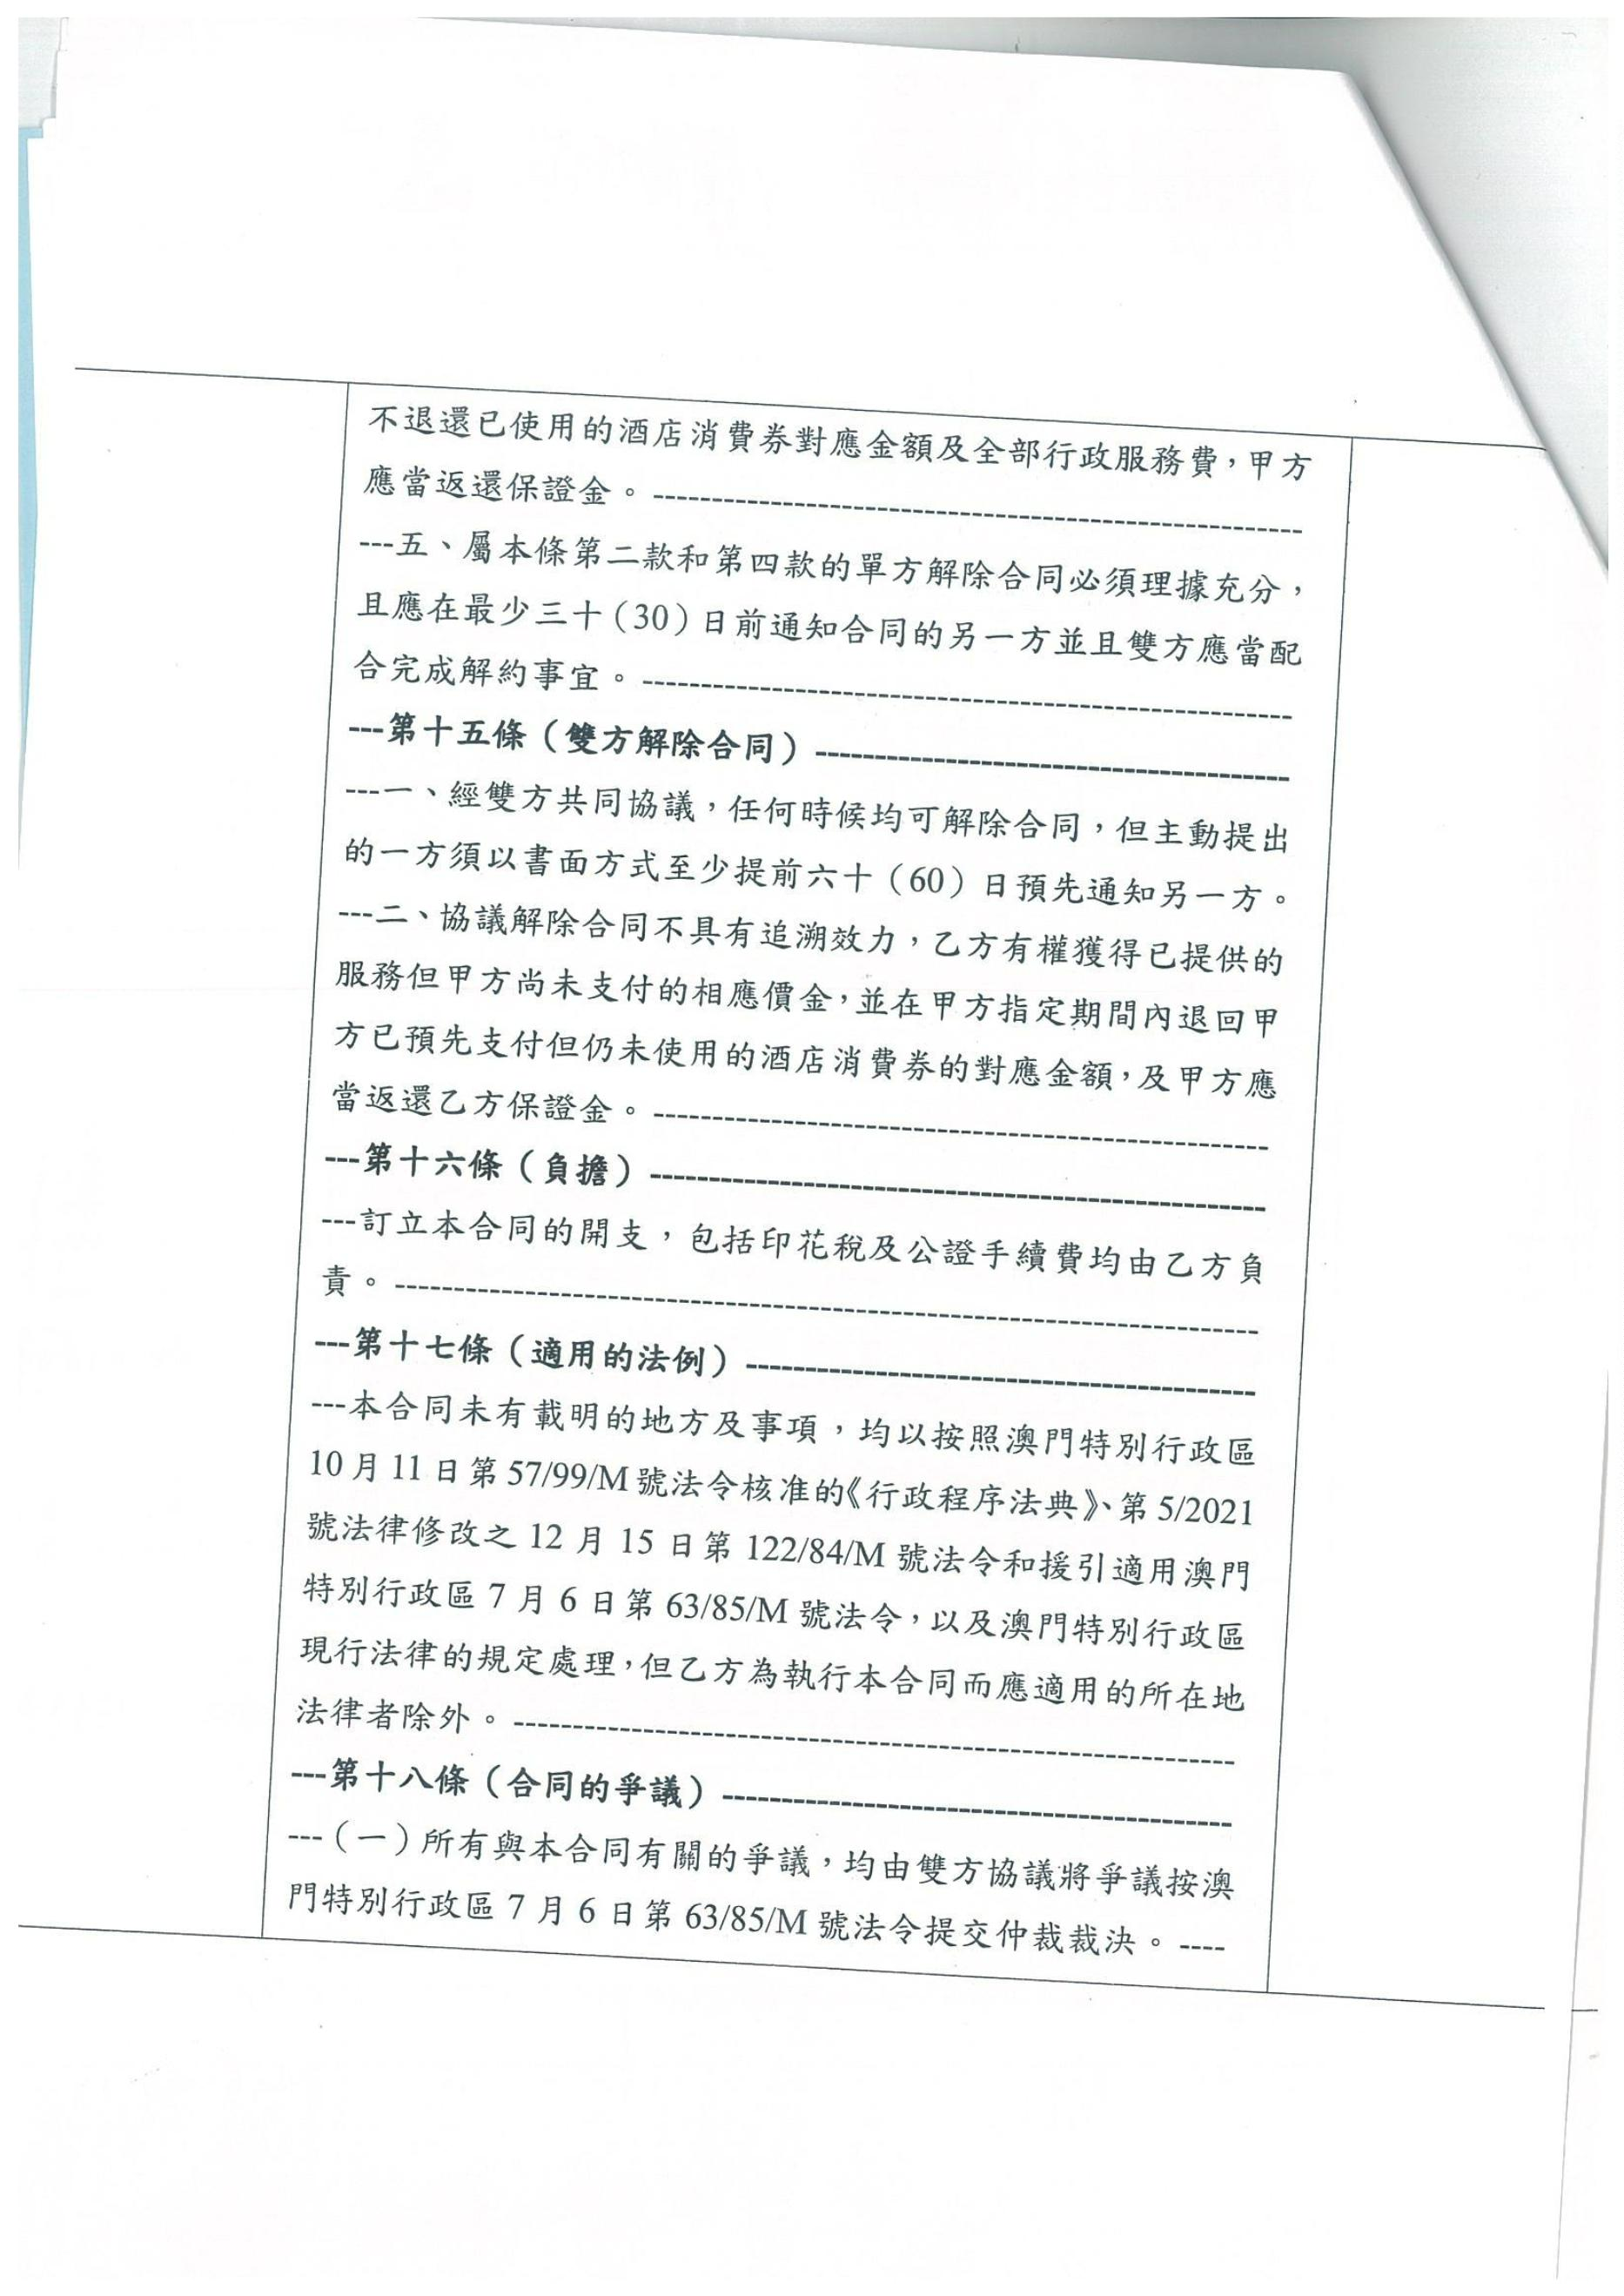 不退還已使用的酒店消費券對應金額及全部行政服務費，甲方
應當返還保證金。------------------------------------------------------
---五、屬本條第二款和第四款的單方解除合同必須理據充分，
且應在最少三十（30）日前通知合同的另一方並且雙方應當配
合完成解約事宜。------------------------------------------------------
---第十五條（雙方解除合同）----------------------------------------
---一、經雙方共同協議，任何時候均可解除合同，但主動提出
的一方須以書面方式至少提前六十（60）日預先通知另一方。
---二、協議解除合同不具有追溯效力，乙方有權獲得已提供的
服務但甲方尚未支付的相應價金，並在甲方指定期間內退回甲
方已預先支付但仍未使用的酒店消費券的對應金額，及甲方應
當返還乙方保證金。---------------------------------------------------
---第十六條（負擔）---------------------------------------------------
---訂立本合同的開支，包括印花稅及公證手續費均由乙方負
責。------------------------------------------------------------------------
---第十七條（適用的法例）-------------------------------------------
---本合同未有載明的地方及事項，均以按照澳門特別行政區
10 月 11 日第 57/99/M 號法令核准的《行政程序法典》、第 5/2021
號法律修改之 12 月 15 日第 122/84/M 號法令和援引適用澳門
特別行政區 7 月 6 日第 63/85/M 號法令，以及澳門特別行政區
現行法律的規定處理，但乙方為執行本合同而應適用的所在地
法律者除外。------------------------------------------------------------
---第十八條（合同的爭議）-------------------------------------------
---（一）所有與本合同有關的爭議，均由雙方協議將爭議按澳
門特別行政區 7 月 6 日第 63/85/M 號法令提交仲裁裁決。----